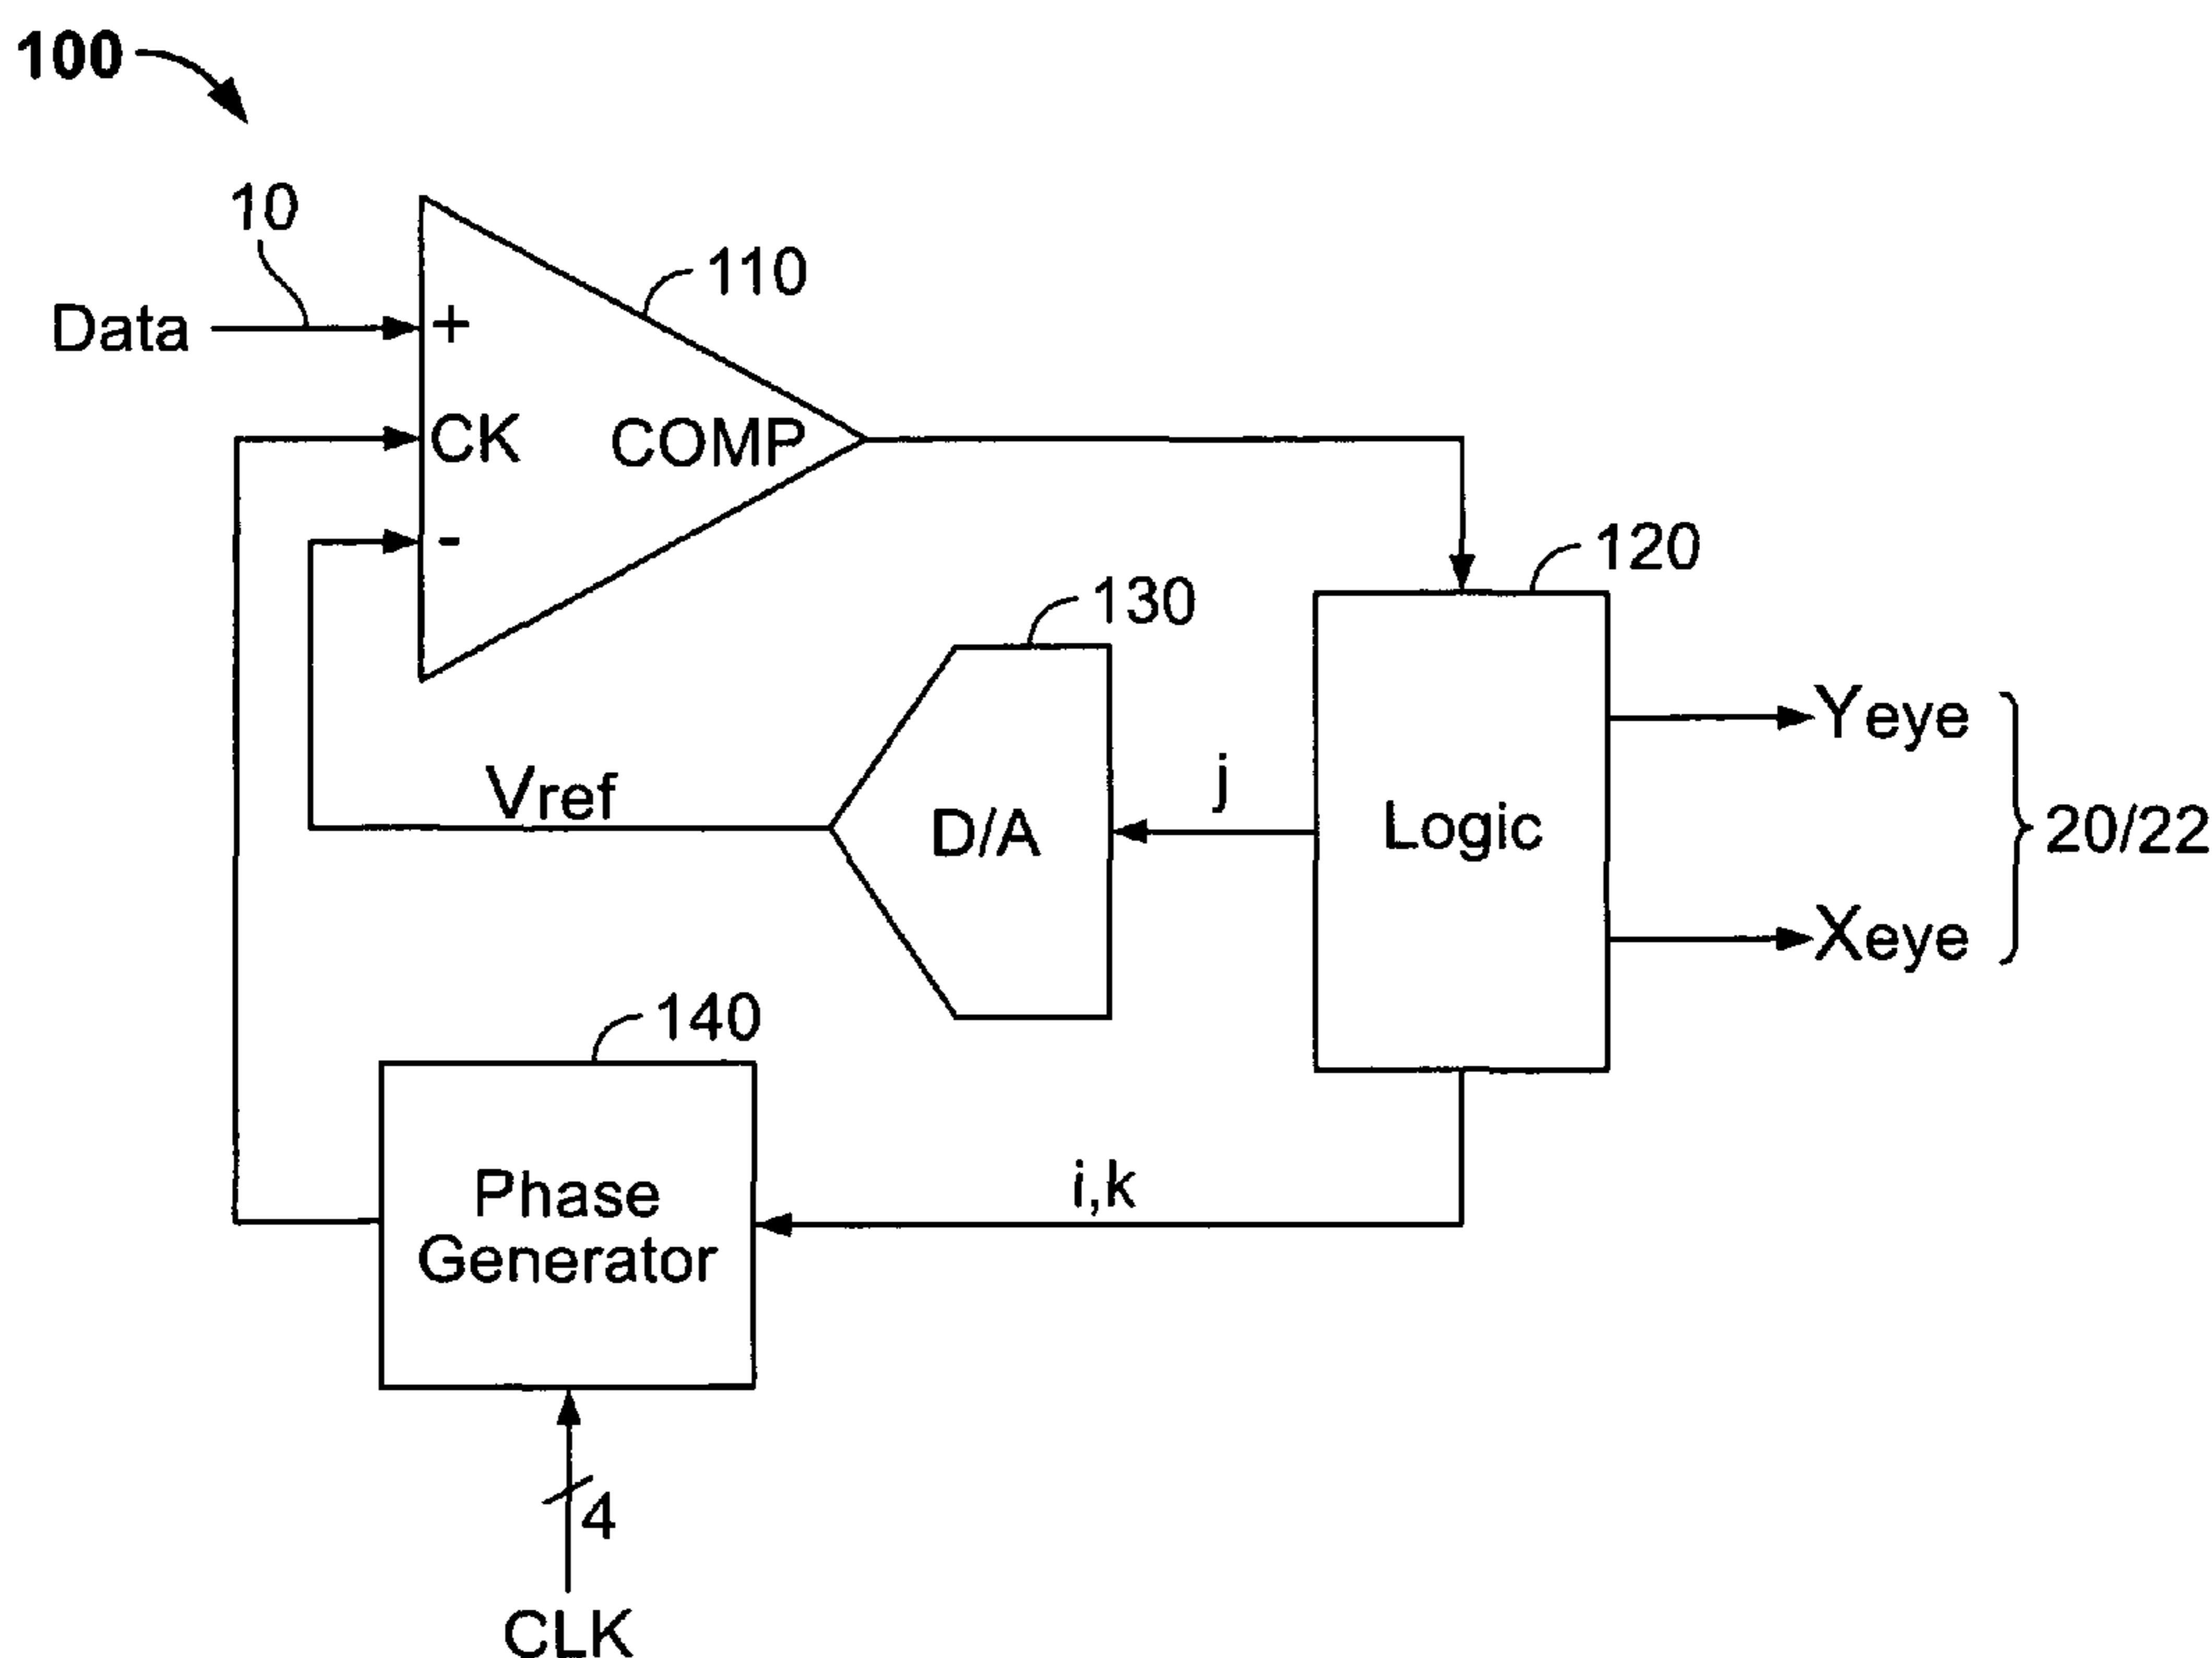 100
10
110
Data
+
CK
COMP
-
120
130
Yeye
Vref
j
D/A
Logic
20/22
Xeye
140
i,k
Phase
Generator
4
CLK